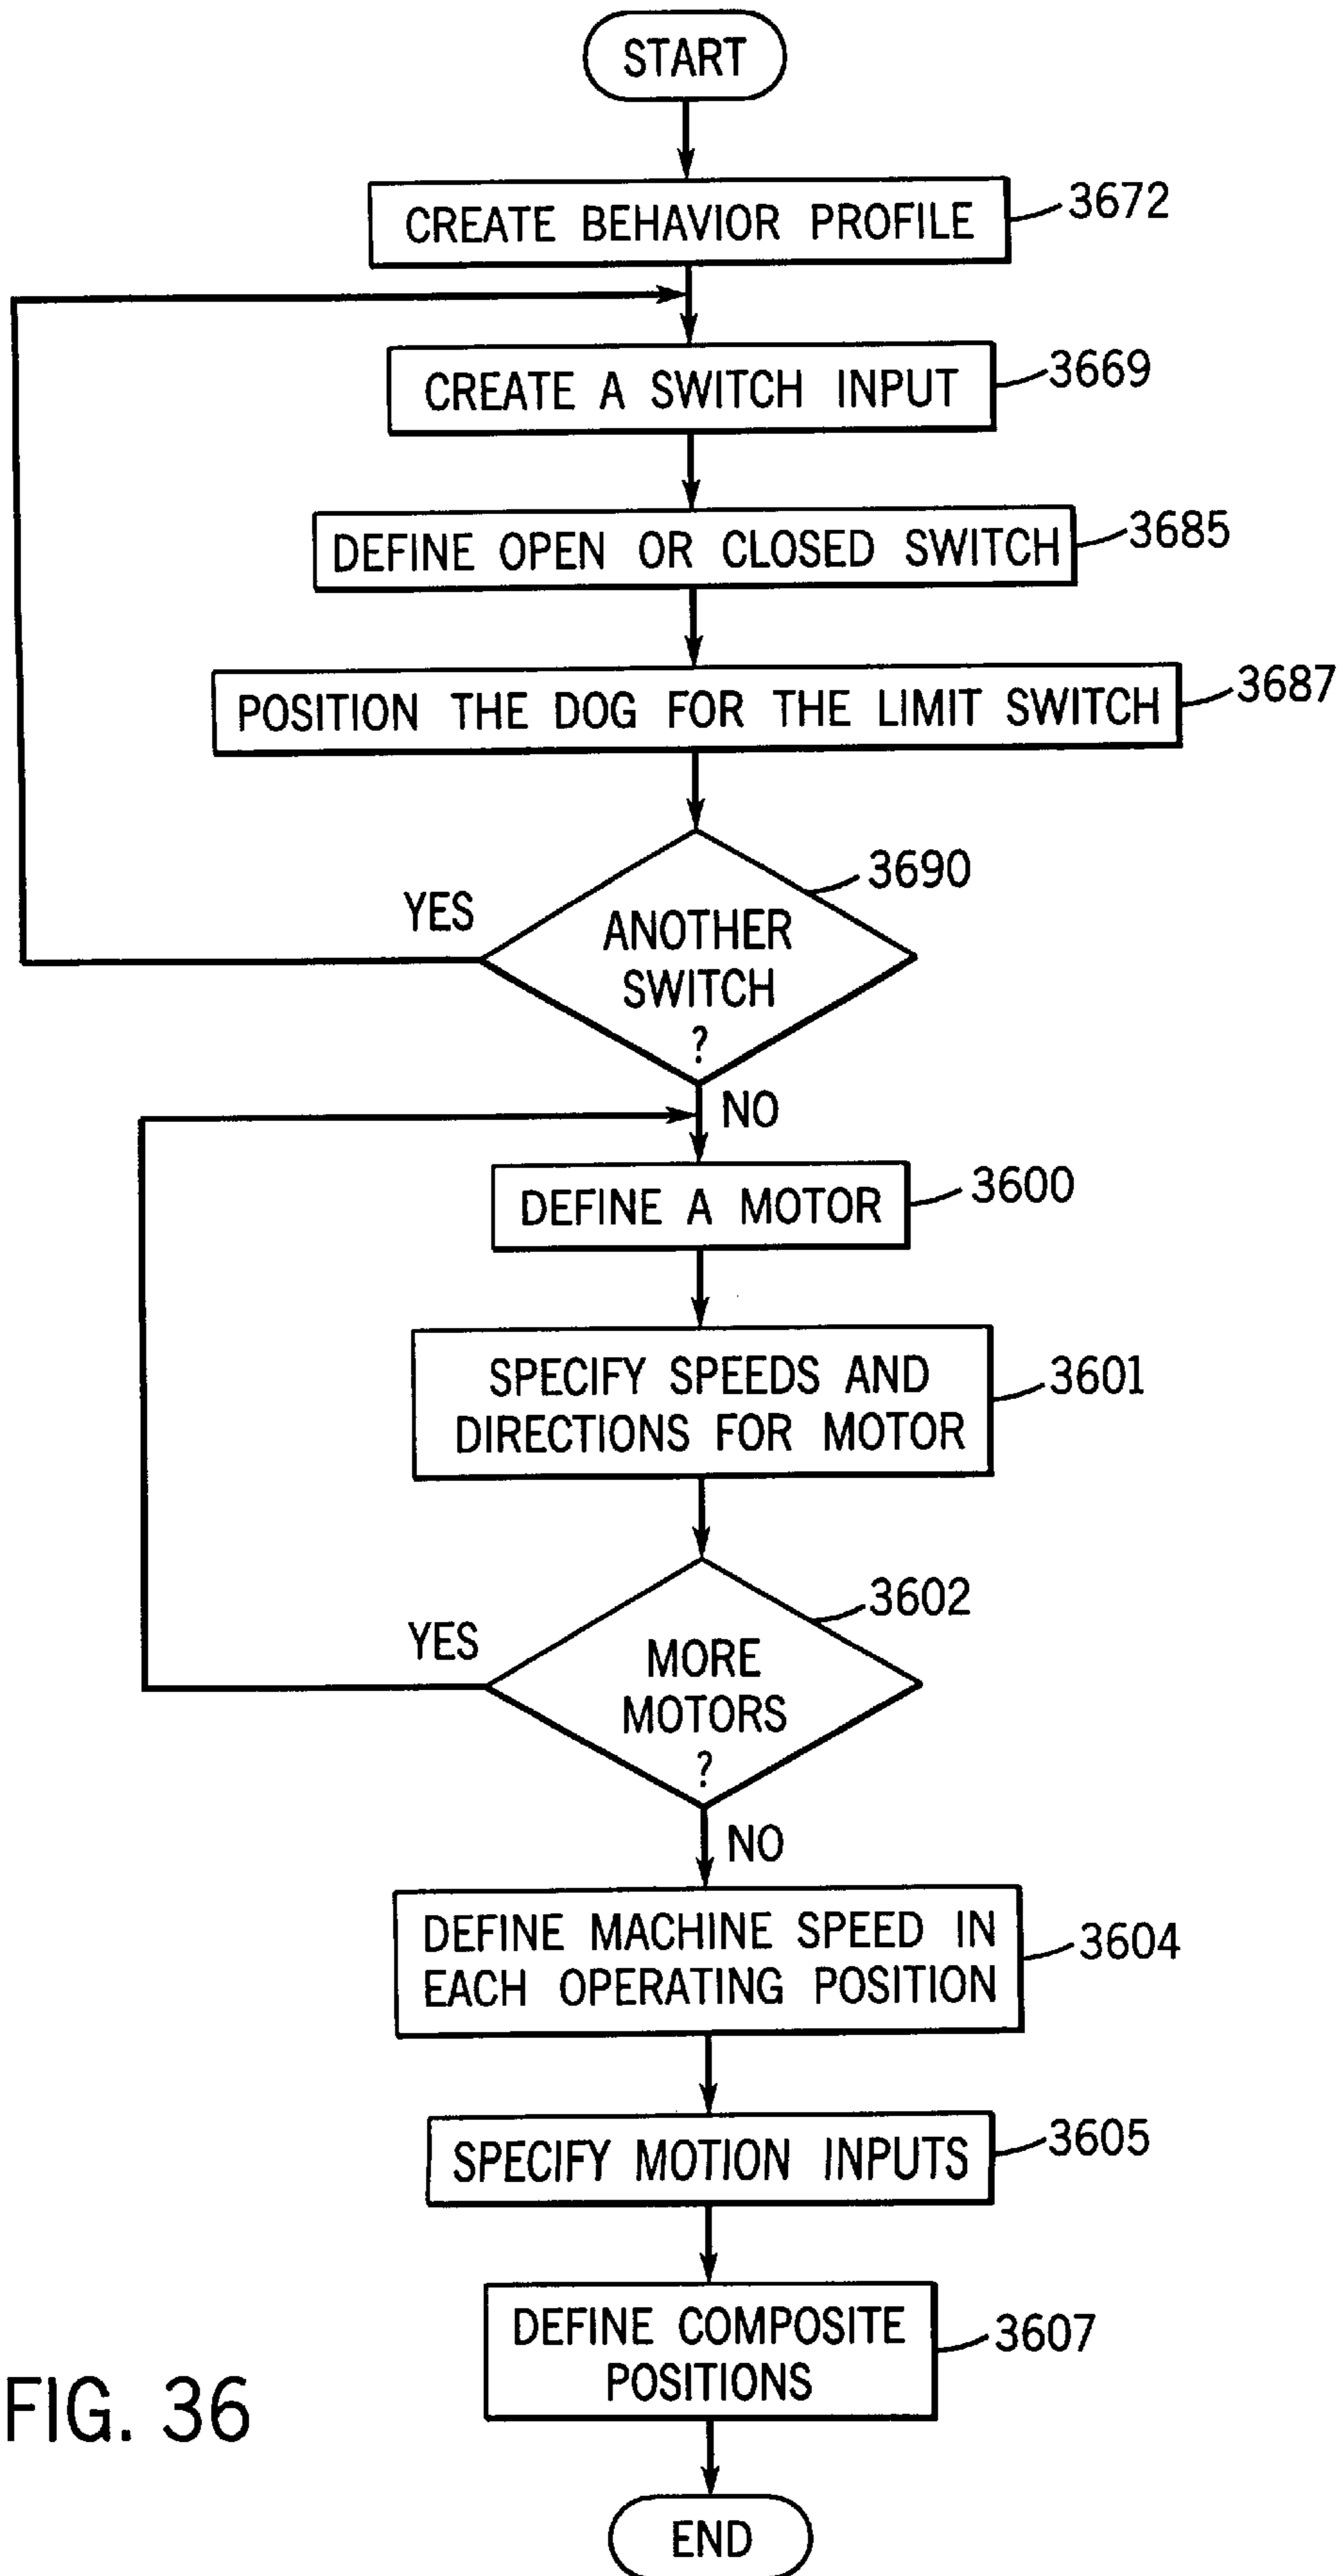 START
CREATE BEHAVIOR PROFILE
3672
CREATE A SWITCH INPUT
3669
DEFINE OPEN OR CLOSED SWITCH
3685
POSITION THE DOG FOR THE LIMIT SWITCH
3687
3690
YES
ANOTHER
SWITCH
?
NO
DEFINE A MOTOR
3600
SPECIFY SPEEDS AND
DIRECTIONS FOR MOTOR
3601
3602
YES
MORE
MOTORS
?
NO
DEFINE MACHINE SPEED IN
EACH OPERATING POSITION
3604
SPECIFY MOTION INPUTS
3605
DEFINE COMPOSITE
POSITIONS
3607
FIG. 36
END